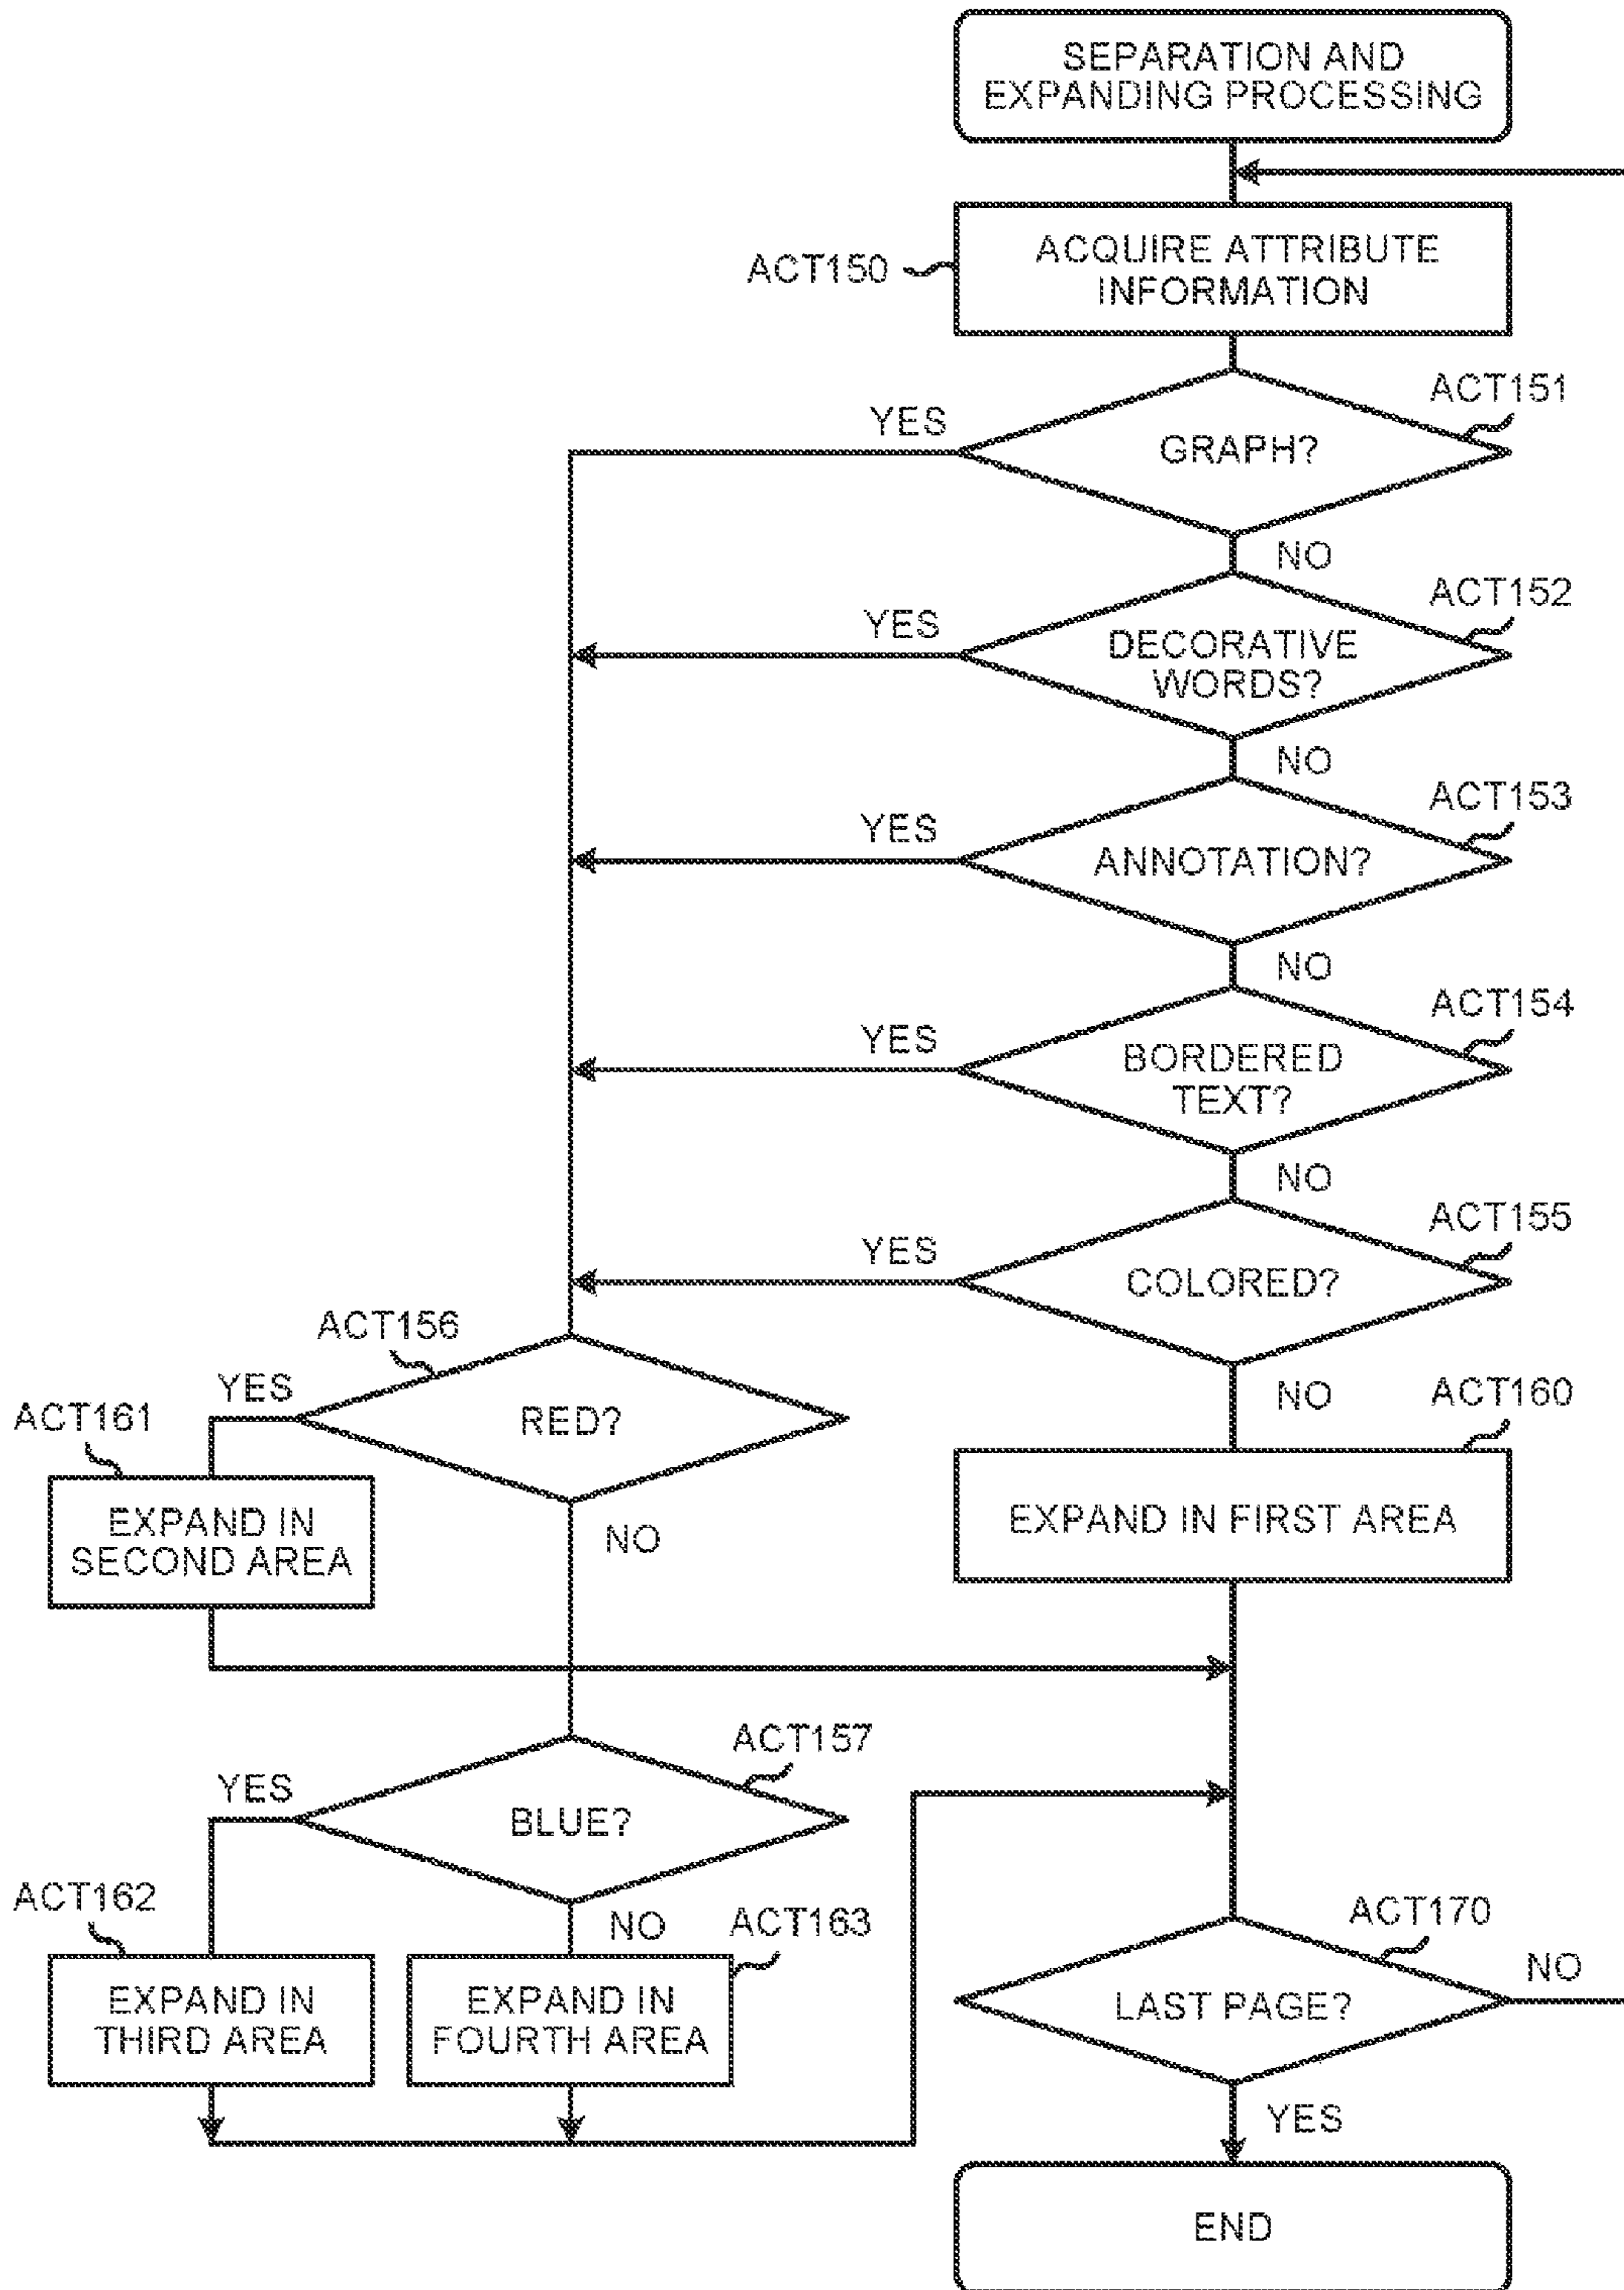 SEPARATION AND
EXPANDING PROCESSING
ACT150
ACQUIRE ATTRIBUTE
INFORMATION
ACT151
YES
GRAPH?
NO
ACT152
YES
DECORATIVE
WORDS?
NO
ACT153
YES
ANNOTATION?
NO
ACT154
YES
BORDERED
TEXT?
NO
ACT155
YES
COLORED?
NO
ACT156
YES
RED?
NO
ACT160
EXPAND IN FIRST AREA
ACT161
EXPAND IN
SECOND AREA
ACT157
YES
BLUE?
NO
ACT162
EXPAND IN
THIRD AREA
ACT163
EXPAND IN
FOURTH AREA
ACT170
LAST PAGE?
NO
YES
END